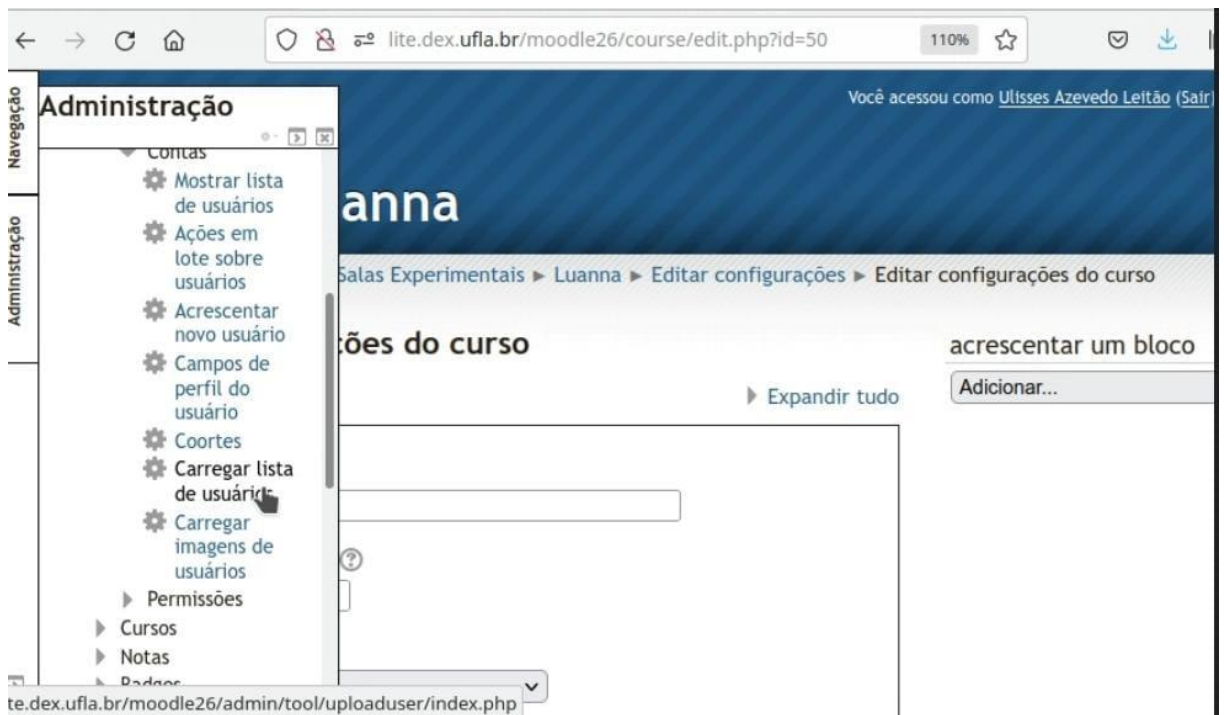 lite.dex.ufla.br/moodle26/course/edit.php?id=50
110%
Navegação
Administração
Administração
Contas
Mostrar lista
de usuários
Ações em
lote sobre
usuários
Acrescentar
novo usuário
Campos de
perfil do
usuário
Coortes
Carregar lista
de usuários
Carregar
imagens de
usuários
Permissões
Cursos
Notas
Badges
te.dex.ufla.br/moodle26/admin/tool/uploaduser/index.php
Você acessou como Ulisses Azevedo Leitão (Sair)
anna
Salas Experimentais ► Luanna ► Editar configurações ► Editar configurações do curso
ções do curso
Expandir tudo
acrescentar um bloco
Adicionar...